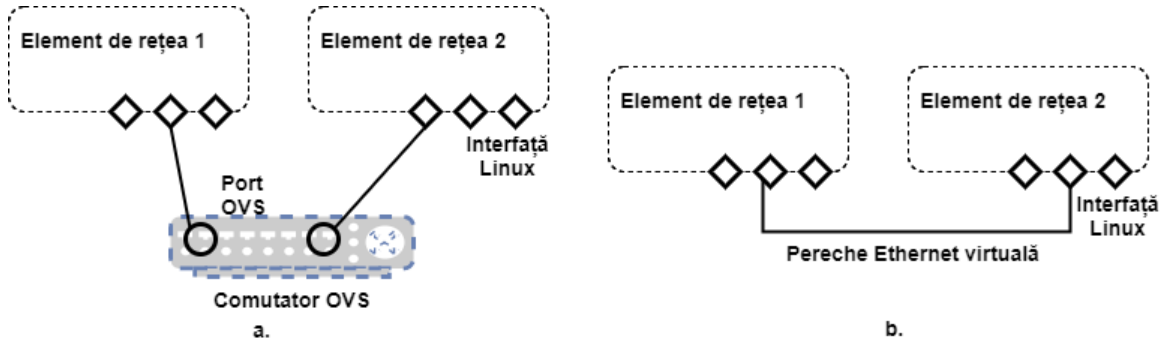 Element de rețea 1
Element de rețea 2
Interfață
Linux
Port
OVS
Comutator OVS
a.
Element de rețea 1
Element de rețea 2
Interfață
Linux
Pereche Ethernet virtuală
b.